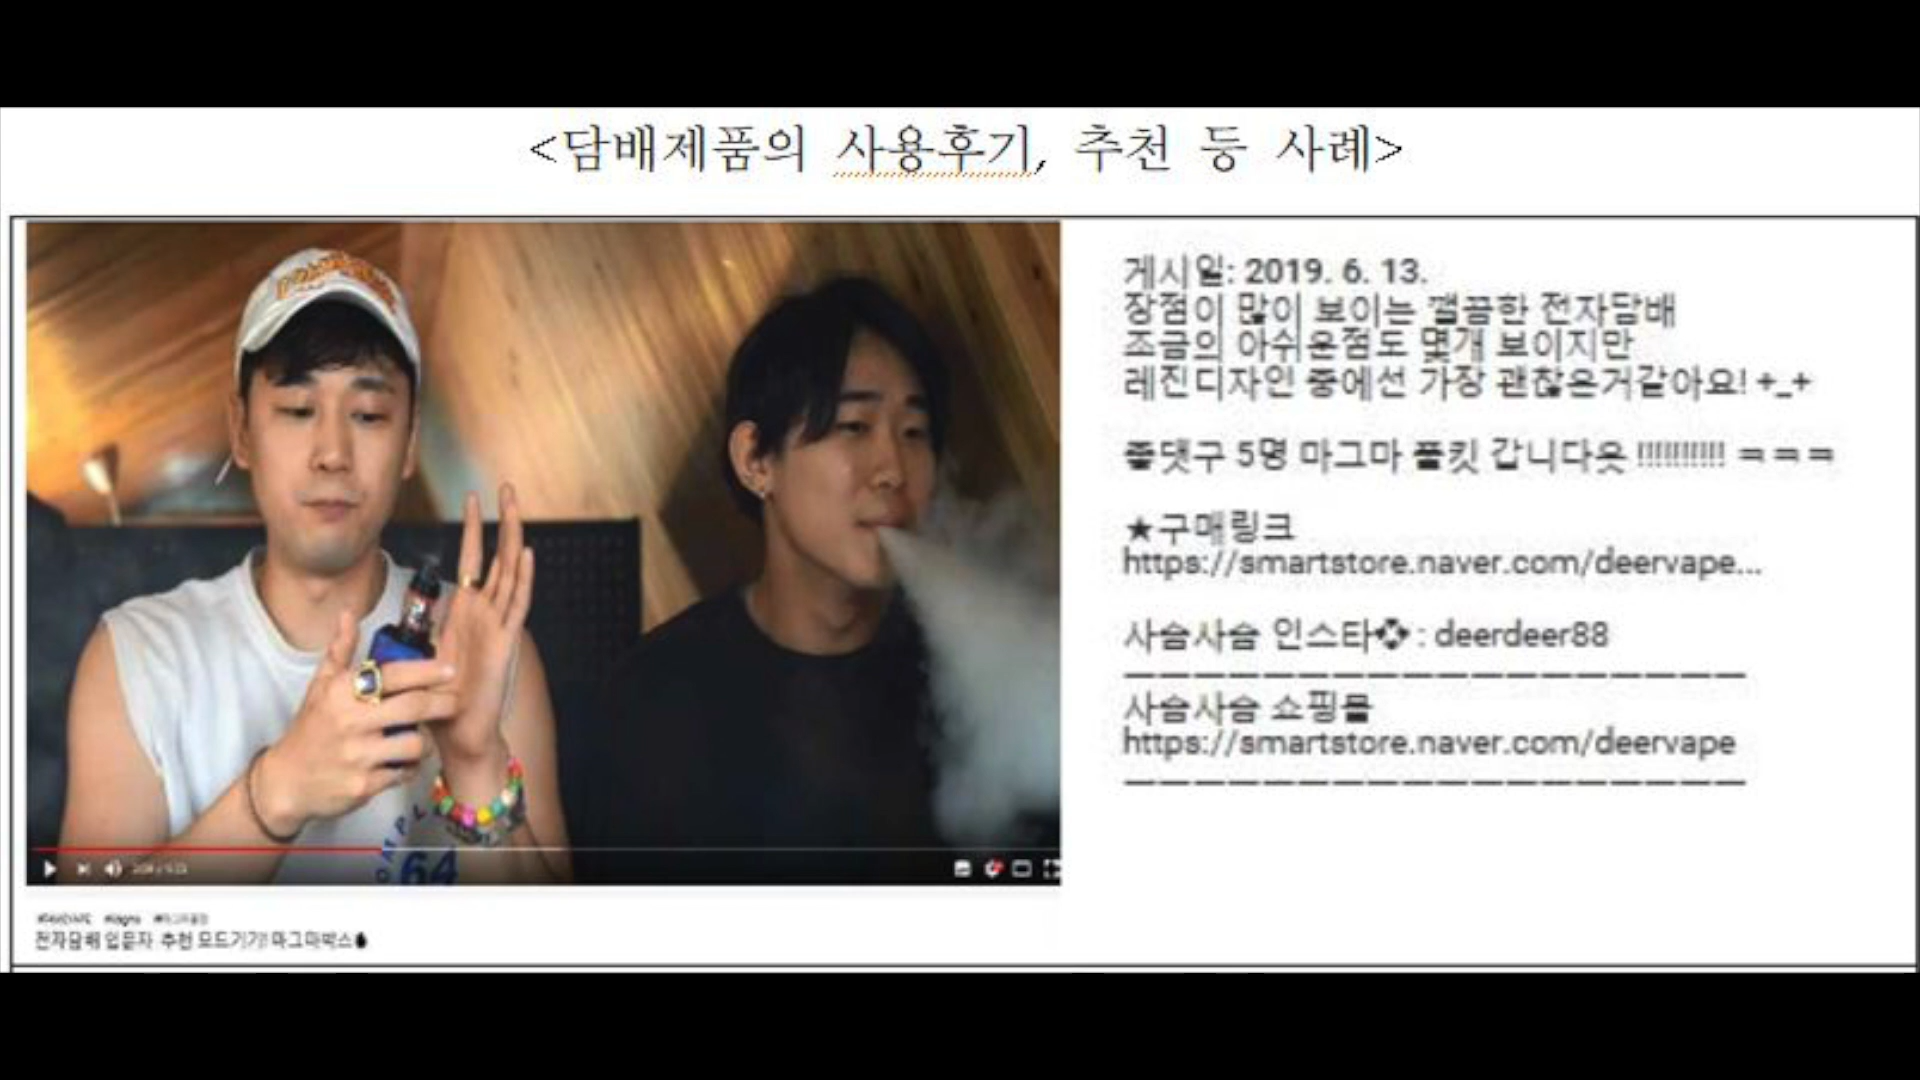 <담배제품의 사용후기, 추천 등 사례>
게시일: 2019. 6. 13.
장점이 많이 보이는 깰끔한 전자담배
조금의 아쉬운점도 몇개 보이지만
레진디자인 중에선 가장 괜찮은거같아요! +_+
좋댓구 5명 마그마 풀킷 갑니다웃 !!!!!!!!!! ㅋㅋㅋ
★구매링크
https://smartstore.naver.com/deervape...
사슴사슴 인스타 : deerdeer88
사슴사슴 쇼핑몰
https://smartstore.naver.com/deervape
64
전자담배 입문자 추천 모드기기! 마그마박스